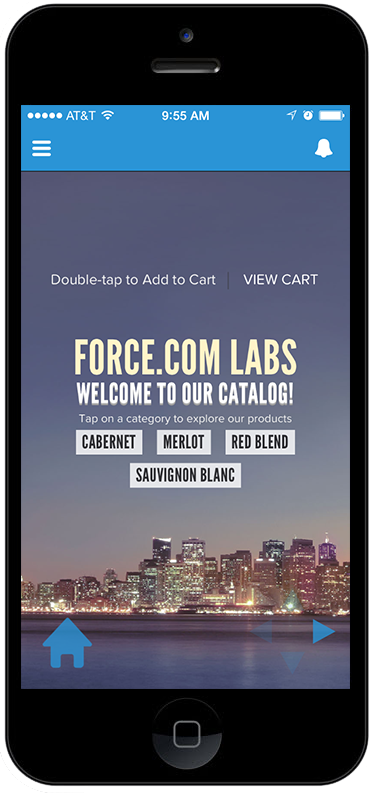 AT&T 9:55 AM
Double-tap to Add to Cart VIEW CART
FORCE.COM LABS
WELCOME TO OUR CATALOG!
Tap on a category to explore our products
CABERNET MERLOT RED BLEND
SAUVIGNON BLANC